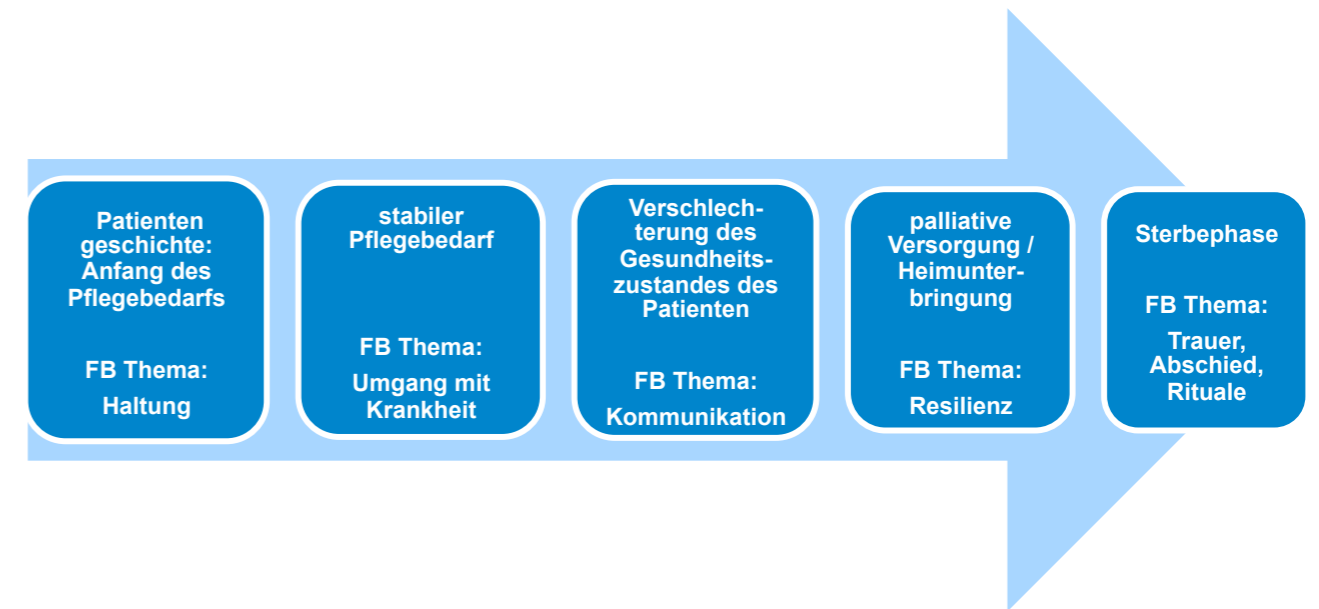 Patienten
geschichte:
Anfang des
Pflegebedarfs
FB Thema:
Haltung
stabiler
Pflegebedarf
FB Thema:
Umgang mit
Krankheit
Verschlech-
terung des
Gesundheits-
zustandes des
Patienten
FB Thema:
Kommunikation
palliative
Versorgung /
Heimunter-
bringung
FB Thema:
Resilienz
Sterbephase
FB Thema:
Trauer,
Abschied,
Rituale